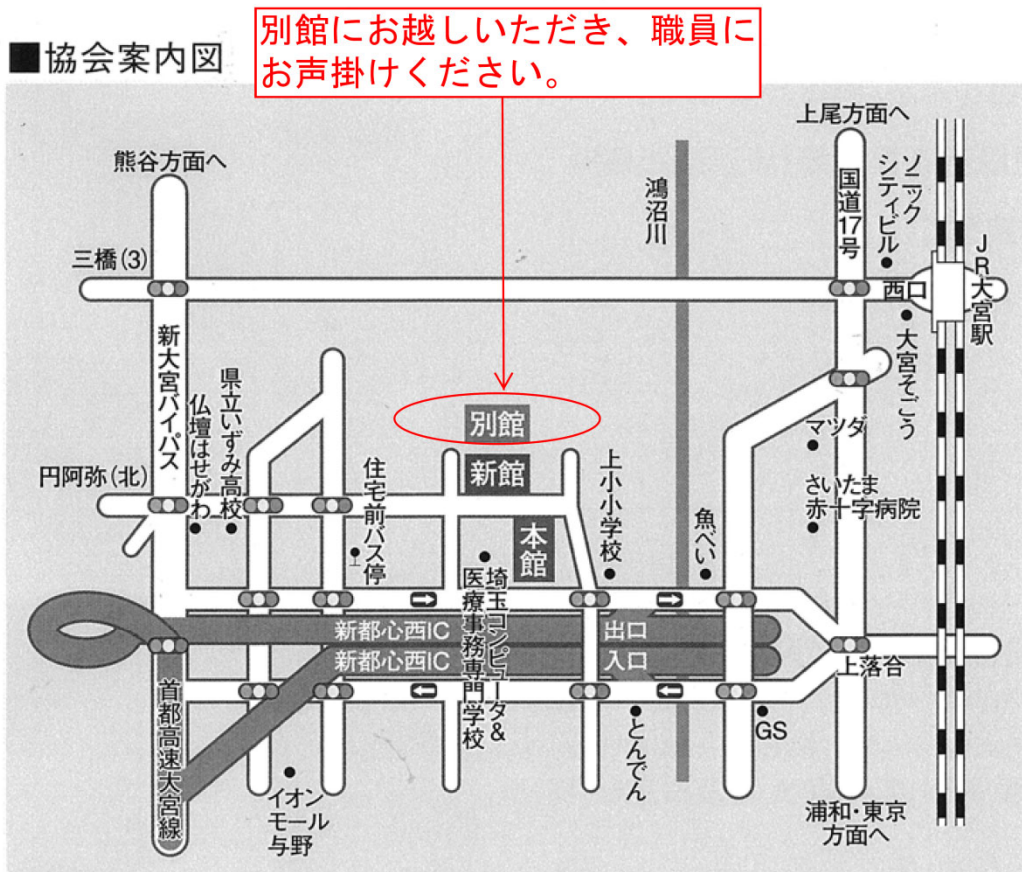 別館にお越しいただき、職員に
お声掛けください。
■協会案内図
上尾方面へ
熊谷方面へ
鴻沼川
国道17号
ソニック
シティビル
JR大宮駅
三橋(3)
西口
大宮そごう
新大宮バイパス
仏壇はせがわ
県立いずみ高校
別館
マツダ
円阿弥(北)
住宅前バス停
新館
上小小学校
さいたま
赤十字病院
本館
魚べい
埼玉コンピュータ&
医療事務専門学校
新都心西IC
出口
新都心西IC
入口
上落合
首都高速大宮線
とんでん
GS
イオン
モール
与野
浦和・東京
方面へ